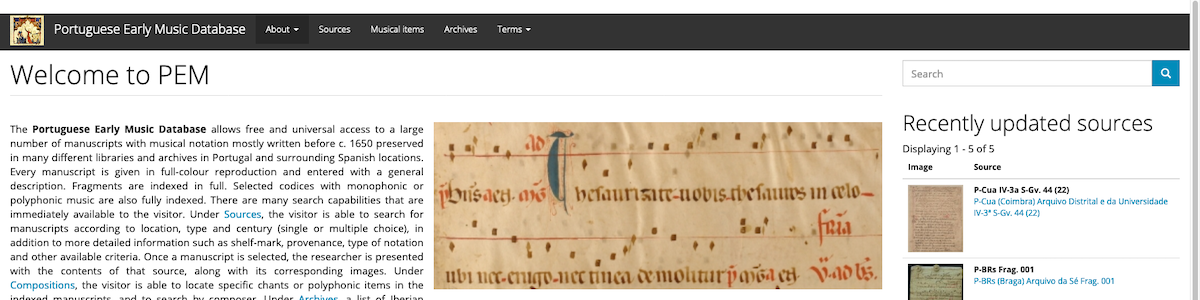 Portuguese Early Music Database About Sources Musical items Archives Terms
Welcome to PEM
Search
The Portuguese Early Music Database allows free and universal access to a large
number of manuscripts with musical notation mostly written before c. 1650 preserved
in many different libraries and archives in Portugal and surrounding Spanish locations.
Every manuscript is given in full-colour reproduction and entered with a general
description. Fragments are indexed in full. Selected codices with monophonic or
polyphonic music are also fully indexed. There are many search capabilities that are
immediately available to the visitor. Under Sources, the visitor is able to search for
manuscripts according to location, type and century (single or multiple choice), in
addition to more detailed information such as shelf-mark, provenance, type of notation
and other available criteria. Once a manuscript is selected, the researcher is presented
with the contents of that source, along with its corresponding images. Under
Compositions, the visitor is able to locate specific chants or polyphonic items in the
indexed manuscripts, and to search by composer. Under Archives, a list of Iberian
ad
thesaurizate uobis thesauros in celo
ubi nec erugo nec tinea demolitur
Recently updated sources
Displaying 1 - 5 of 5
Image Source
P-Cua IV-3a S-Gv. 44 (22)
P-Cua (Coimbra) Arquivo Distrital e da Universidade
IV-3ª S-Gv. 44 (22)
P-BRs Frag. 001
P-BRs (Braga) Arquivo da Sé Frag. 001